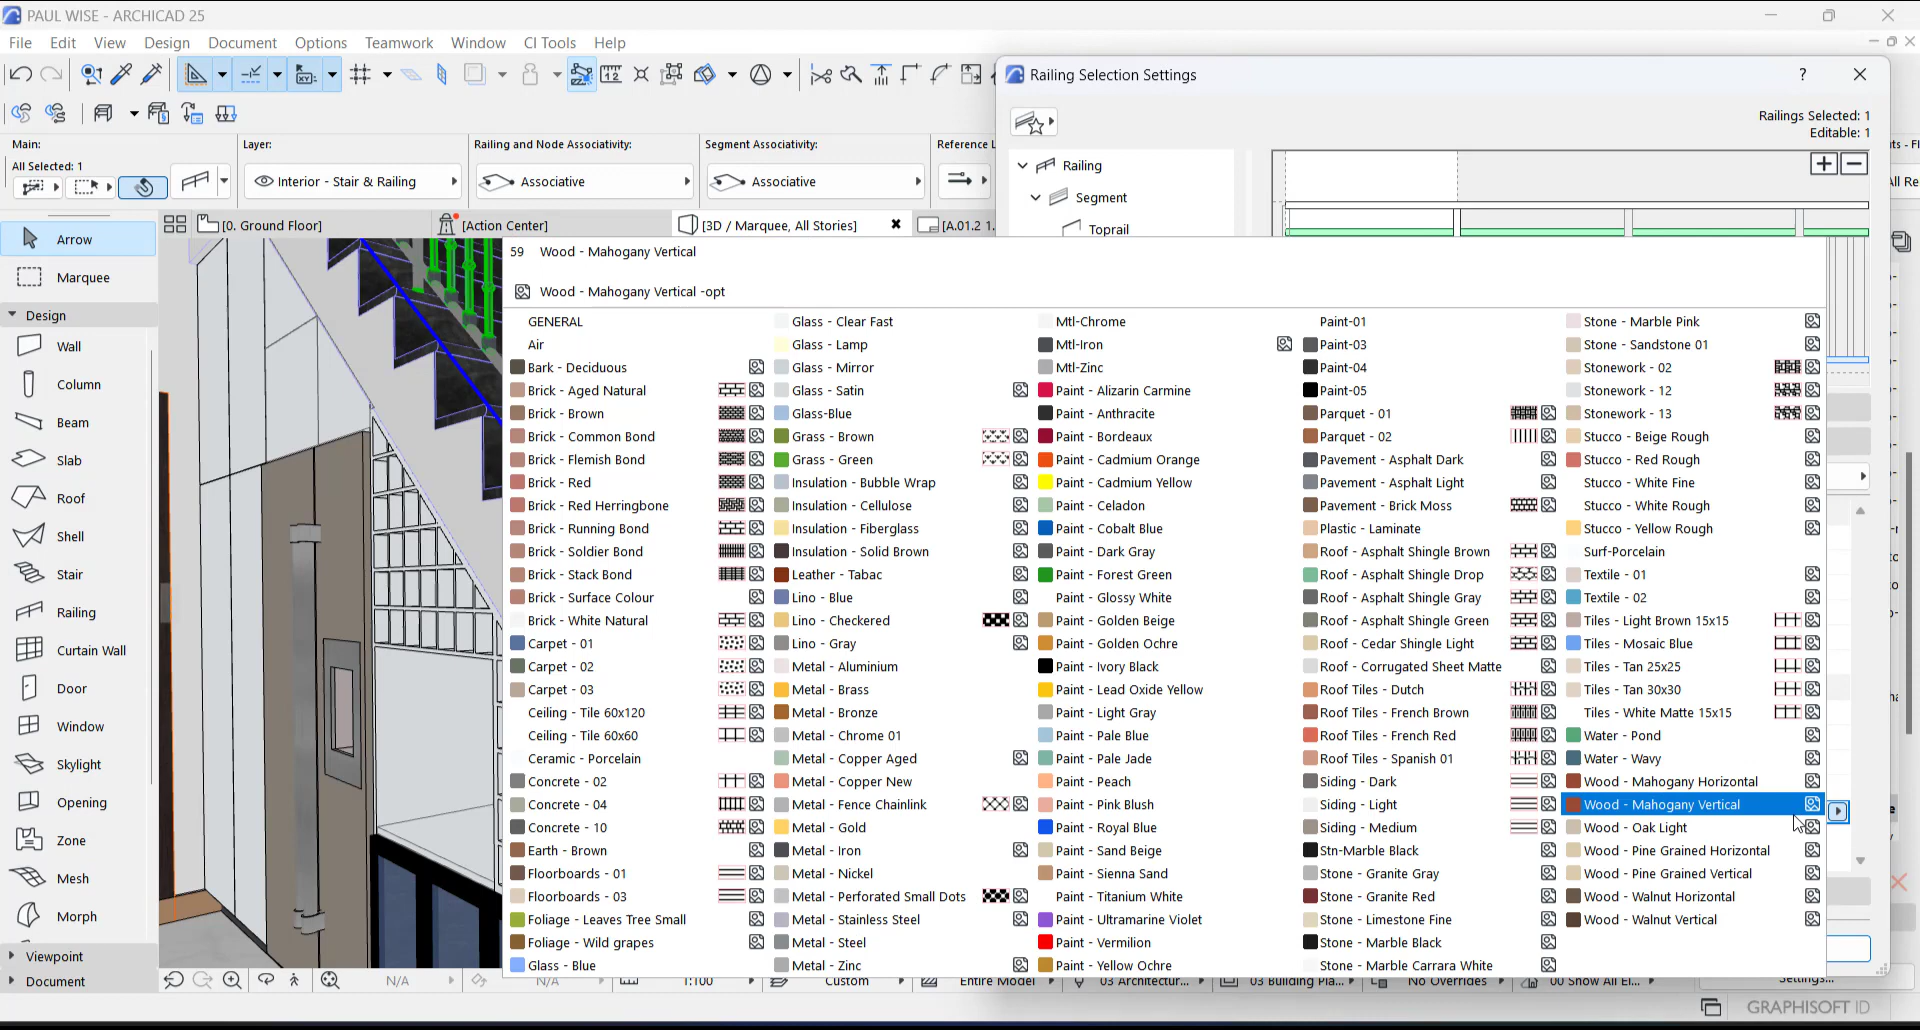 PAUL WISE - ARCHICAD 25
File Edit View Design Document Options Teamwork Window CI Tools Help
Railing Selection Settings
Railings Selected: 1
Editable: 1
Main:
All Selected: 1
Layer:
Interior - Stair & Railing
Railing and Node Associativity:
Associative
Segment Associativity:
Associative
Reference L
Railing
Segment
Toprail
[0. Ground Floor]
[Action Center]
[3D / Marquee, All Stories]
[A.01.2 1.
Arrow
Marquee
Design
Wall
Column
Beam
Slab
Roof
Shell
Stair
Railing
Curtain Wall
Door
Window
Skylight
Opening
Zone
Mesh
Morph
Viewpoint
Document
59 Wood - Mahogany Vertical
Wood - Mahogany Vertical -opt
GENERAL
Air
Bark - Deciduous
Brick - Aged Natural
Brick - Brown
Brick - Common Bond
Brick - Flemish Bond
Brick - Red
Brick - Red Herringbone
Brick - Running Bond
Brick - Soldier Bond
Brick - Stack Bond
Brick - Surface Colour
Brick - White Natural
Carpet - 01
Carpet - 02
Carpet - 03
Ceiling - Tile 60x120
Ceiling - Tile 60x60
Ceramic - Porcelain
Concrete - 02
Concrete - 04
Concrete - 10
Earth - Brown
Floorboards - 01
Floorboards - 03
Foliage - Leaves Tree Small
Foliage - Wild grapes
Glass - Blue
Glass - Clear Fast
Glass - Lamp
Glass - Mirror
Glass - Satin
Glass-Blue
Grass - Brown
Grass - Green
Insulation - Bubble Wrap
Insulation - Cellulose
Insulation - Fiberglass
Insulation - Solid Brown
Leather - Tabac
Lino - Blue
Lino - Checkered
Lino - Gray
Metal - Aluminium
Metal - Brass
Metal - Bronze
Metal - Chrome 01
Metal - Copper Aged
Metal - Copper New
Metal - Fence Chainlink
Metal - Gold
Metal - Iron
Metal - Nickel
Metal - Perforated Small Dots
Metal - Stainless Steel
Metal - Steel
Metal - Zinc
Mtl-Chrome
Mtl-Iron
Mtl-Zinc
Paint - Alizarin Carmine
Paint - Anthracite
Paint - Bordeaux
Paint - Cadmium Orange
Paint - Cadmium Yellow
Paint - Celadon
Paint - Cobalt Blue
Paint - Dark Gray
Paint - Forest Green
Paint - Glossy White
Paint - Golden Beige
Paint - Golden Ochre
Paint - Ivory Black
Paint - Lead Oxide Yellow
Paint - Light Gray
Paint - Pale Blue
Paint - Pale Jade
Paint - Peach
Paint - Pink Blush
Paint - Royal Blue
Paint - Sand Beige
Paint - Sienna Sand
Paint - Titanium White
Paint - Ultramarine Violet
Paint - Vermilion
Paint - Yellow Ochre
Paint-01
Paint-03
Paint-04
Paint-05
Parquet - 01
Parquet - 02
Pavement - Asphalt Dark
Pavement - Asphalt Light
Pavement - Brick Moss
Plastic - Laminate
Roof - Asphalt Shingle Brown
Roof - Asphalt Shingle Drop
Roof - Asphalt Shingle Gray
Roof - Asphalt Shingle Green
Roof - Cedar Shingle Light
Roof - Corrugated Sheet Matte
Roof Tiles - Dutch
Roof Tiles - French Brown
Roof Tiles - French Red
Roof Tiles - Spanish 01
Siding - Dark
Siding - Light
Siding - Medium
Stn-Marble Black
Stone - Granite Gray
Stone - Granite Red
Stone - Limestone Fine
Stone - Marble Black
Stone - Marble Carrara White
Stone - Marble Pink
Stone - Sandstone 01
Stonework - 02
Stonework - 12
Stonework - 13
Stucco - Beige Rough
Stucco - Red Rough
Stucco - White Fine
Stucco - White Rough
Stucco - Yellow Rough
Surf-Porcelain
Textile - 01
Textile - 02
Tiles - Light Brown 15x15
Tiles - Mosaic Blue
Tiles - Tan 25x25
Tiles - Tan 30x30
Tiles - White Matte 15x15
Water - Pond
Water - Wavy
Wood - Mahogany Horizontal
Wood - Mahogany Vertical
Wood - Oak Light
Wood - Pine Grained Horizontal
Wood - Pine Grained Vertical
Wood - Walnut Horizontal
Wood - Walnut Vertical
N/A N/A 1:100 Custom Entire Model 03 Architectur... 03 Building Pla... No Overrides 00 Show All El... Settings...
GRAPHISOFT ID